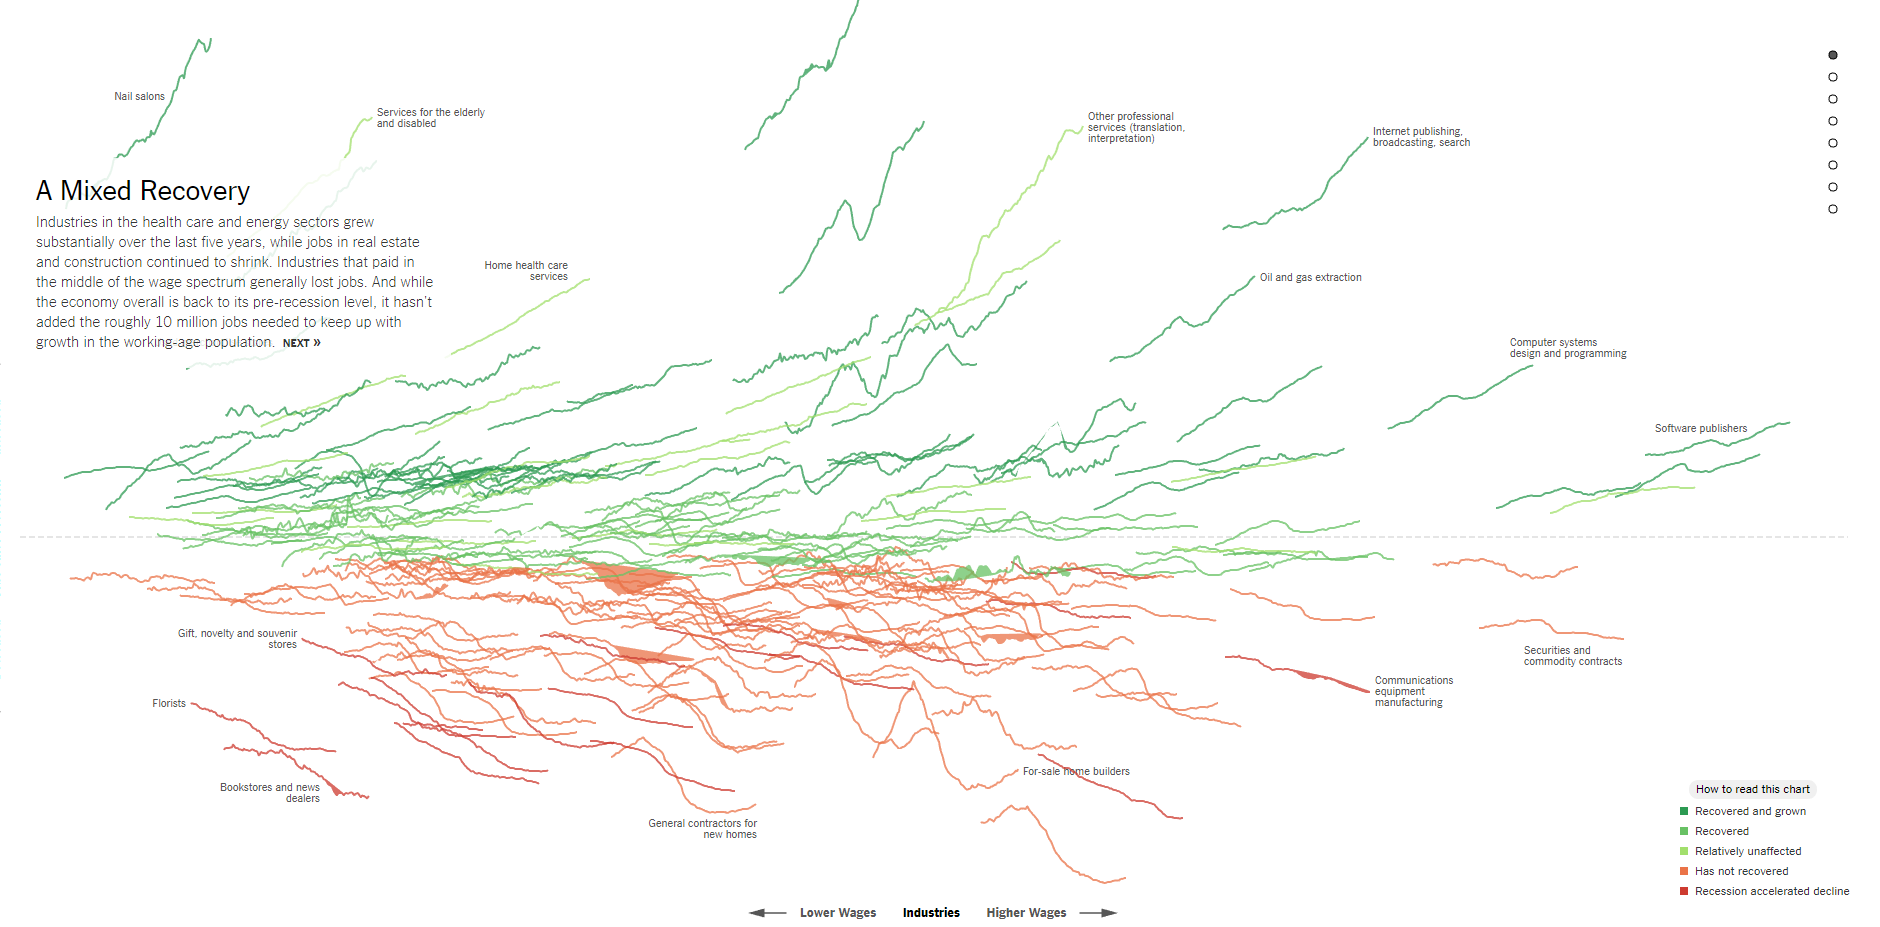 Nail salons
Services for the elderly
and disabled
Other professional
services (translation,
interpretation)
Internet publishing,
broadcasting, search
A Mixed Recovery
Industries in the health care and energy sectors grew
substantially over the last five years, while jobs in real estate
and construction continued to shrink. Industries that paid in
the middle of the wage spectrum generally lost jobs. And while
the economy overall is back to its pre-recession level, it hasn't
added the roughly 10 million jobs needed to keep up with
growth in the working-age population. NEXT »
Home health care
services
Oil and gas extraction
Computer systems
design and programming
Software publishers
Gift, novelty and souvenir
stores
Securities and
commodity contracts
Communications
equipment
manufacturing
Florists
Bookstores and news
dealers
For-sale home builders
General contractors for
new homes
How to read this chart
Recovered and grown
Recovered
Relatively unaffected
Has not recovered
Recession accelerated decline
Lower Wages Industries Higher Wages